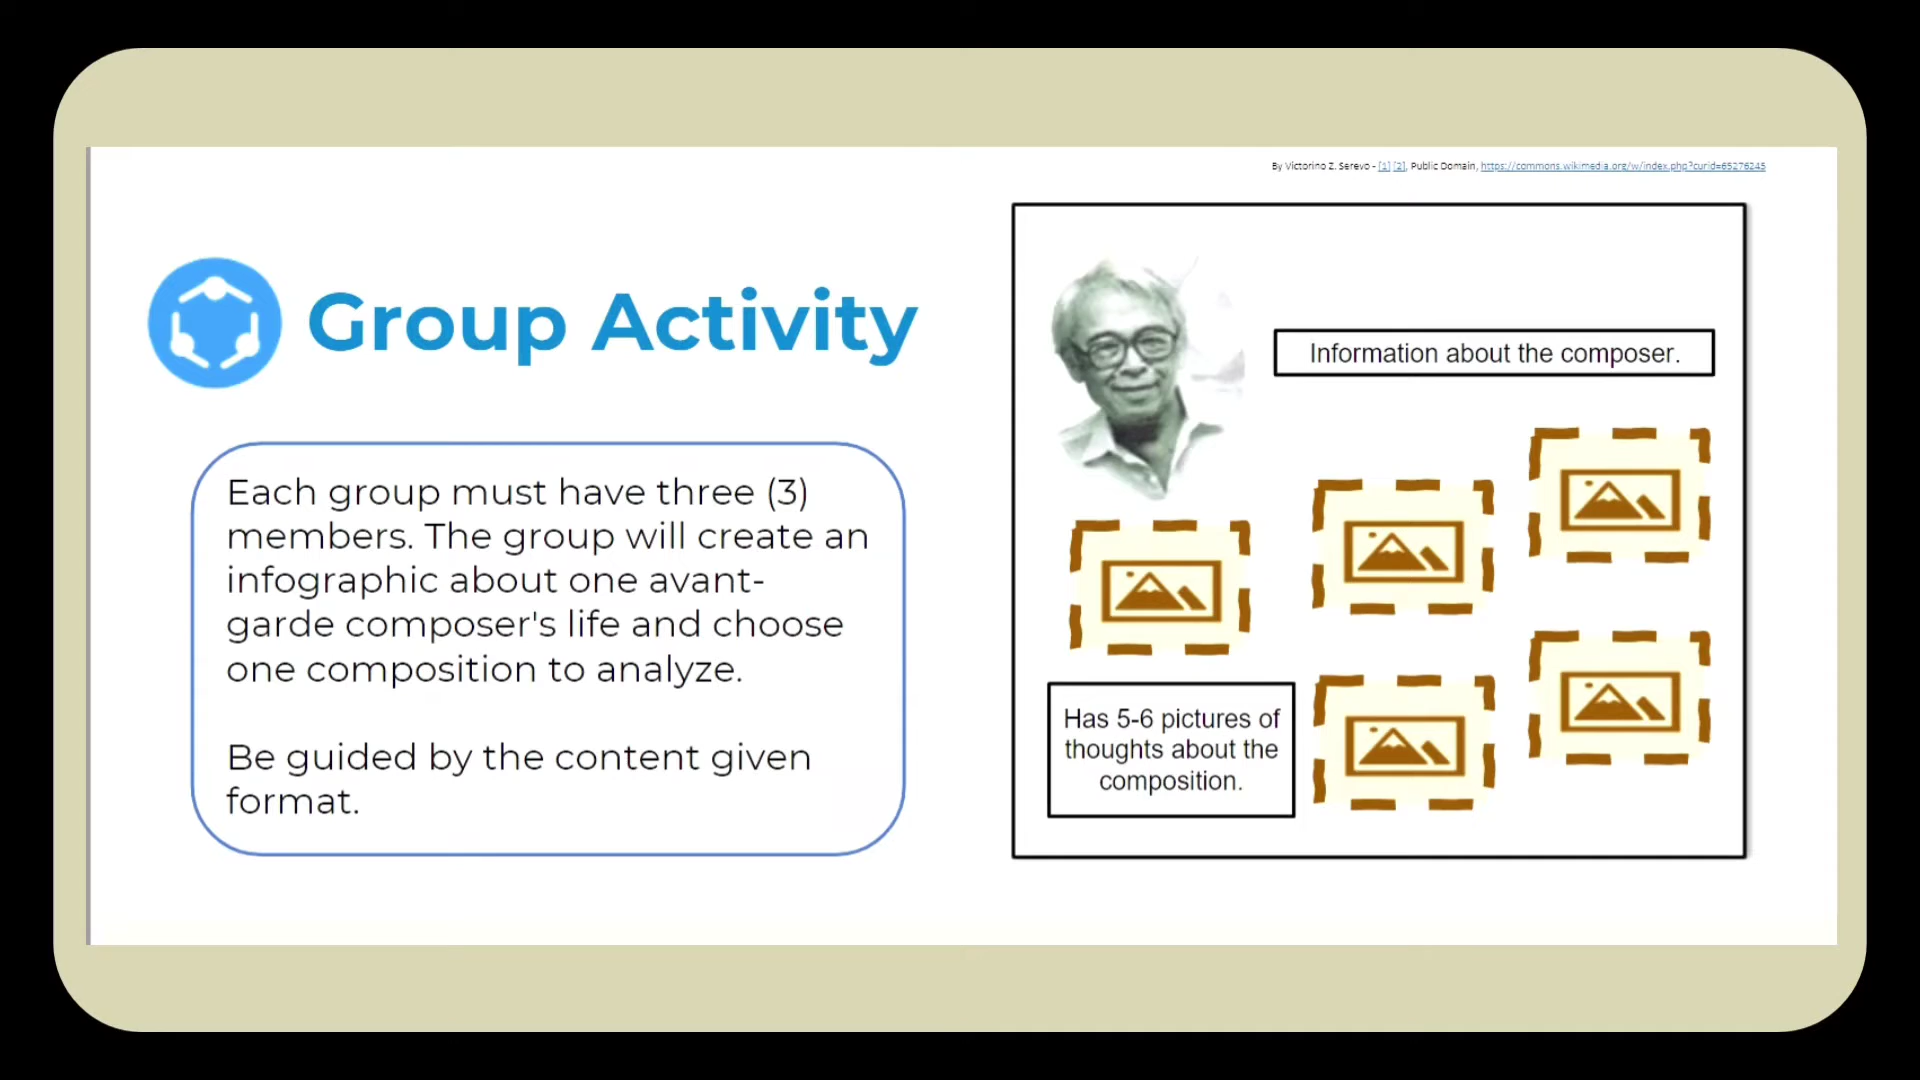 By Victorino Z. Serevo - [1] [2], Public Domain, https://commons.wikimedia.org/w/index.php?curid=65276245
Group Activity
Each group must have three (3)
members. The group will create an
infographic about one avant-
garde composer's life and choose
one composition to analyze.
Be guided by the content given
format.
Information about the composer.
Has 5-6 pictures of
thoughts about the
composition.